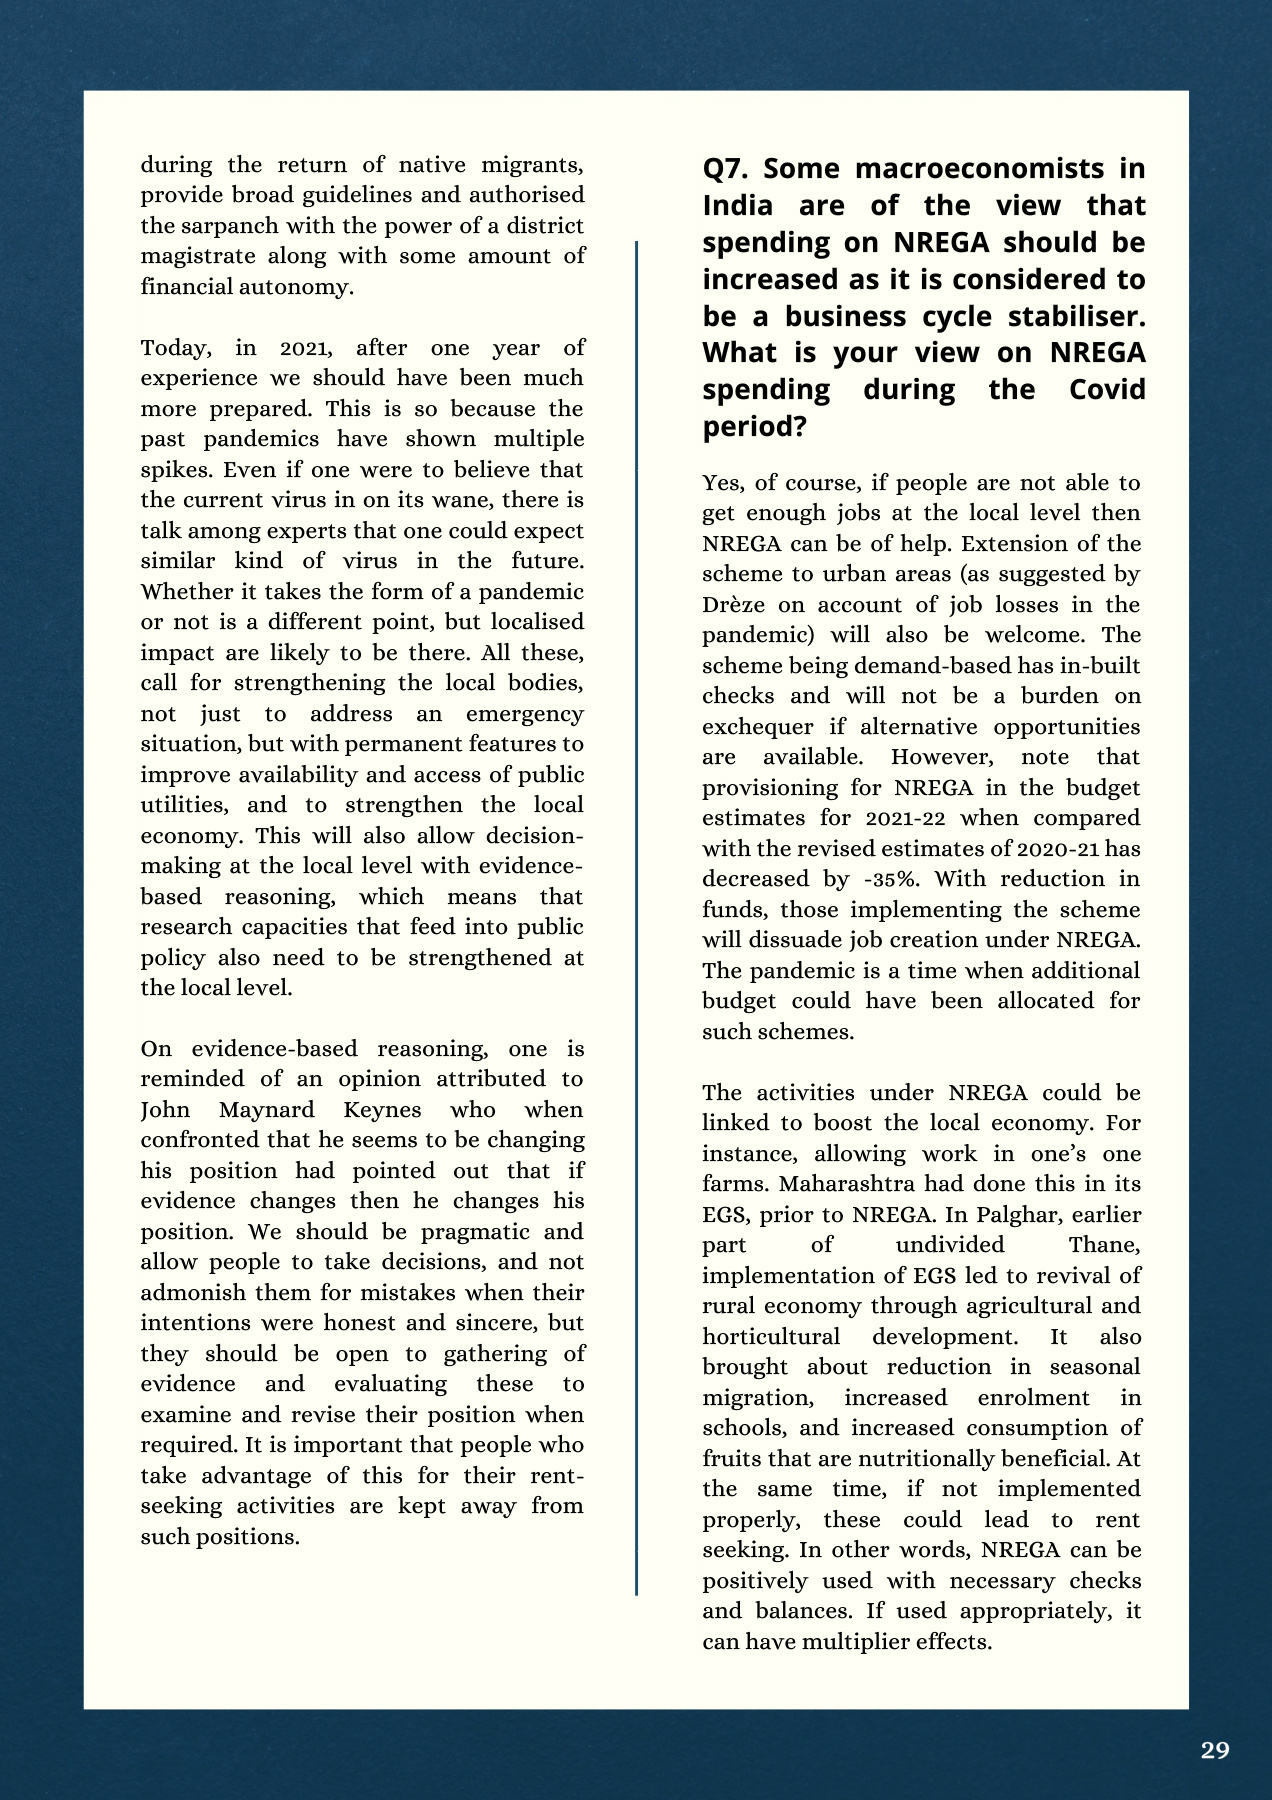 during the return of native migrants,
provide broad guidelines and authorised
the sarpanch with the power of a district
magistrate along with some amount of
financial autonomy.
Today, in 2021, after one year of
experience we should have been much
more prepared. This is so because the
past pandemics have shown multiple
spikes. Even if one were to believe that
the current virus in on its wane, there is
talk among experts that one could expect
similar kind of virus in the future.
Whether it takes the form of a pandemic
or not is a different point, but localised
impact are likely to be there. All these,
call for strengthening the local bodies,
not just to address an emergency
situation, but with permanent features to
improve availability and access of public
utilities, and to strengthen the local
economy. This will also allow decision-
making at the local level with evidence-
based reasoning, which means that
research capacities that feed into public
policy also need to be strengthened at
the local level.
On evidence-based reasoning, one is
reminded of an opinion attributed to
John Maynard Keynes who when
confronted that he seems to be changing
his position had pointed out that if
evidence changes then he changes his
position. We should be pragmatic and
allow people to take decisions, and not
admonish them for mistakes when their
intentions were honest and sincere, but
they should be open to gathering of
evidence and evaluating these to
examine and revise their position when
required. It is important that people who
take advantage of this for their rent-
seeking activities are kept away from
such positions.
Q7. Some macroeconomists in
India are of the view that
spending on NREGA should be
increased as it is considered to
be a business cycle stabiliser.
What is your view on NREGA
spending during the Covid
period?
Yes, of course, if people are not able to
get enough jobs at the local level then
NREGA can be of help. Extension of the
scheme to urban areas (as suggested by
Drèze on account of job losses in the
pandemic) will also be welcome. The
scheme being demand-based has in-built
checks and will not be a burden on
exchequer if alternative opportunities
are available. However, note that
provisioning for NREGA in the budget
estimates for 2021-22 when compared
with the revised estimates of 2020-21 has
decreased by -35%. With reduction in
funds, those implementing the scheme
will dissuade job creation under NREGA.
The pandemic is a time when additional
budget could have been allocated for
such schemes.
The activities under NREGA could be
linked to boost the local economy. For
instance, allowing work in one’s one
farms. Maharashtra had done this in its
EGS, prior to NREGA. In Palghar, earlier
part of undivided Thane,
implementation of EGS led to revival of
rural economy through agricultural and
horticultural development. It also
brought about reduction in seasonal
migration, increased enrolment in
schools, and increased consumption of
fruits that are nutritionally beneficial. At
the same time, if not implemented
properly, these could lead to rent
seeking. In other words, NREGA can be
positively used with necessary checks
and balances. If used appropriately, it
can have multiplier effects.
29